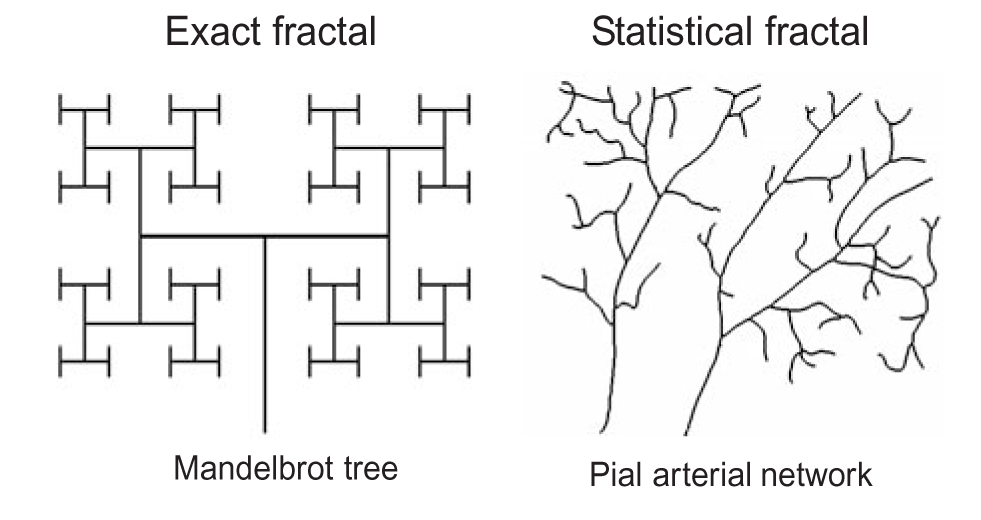 Exact fractal
Statistical fractal
Mandelbrot tree
Pial arterial network